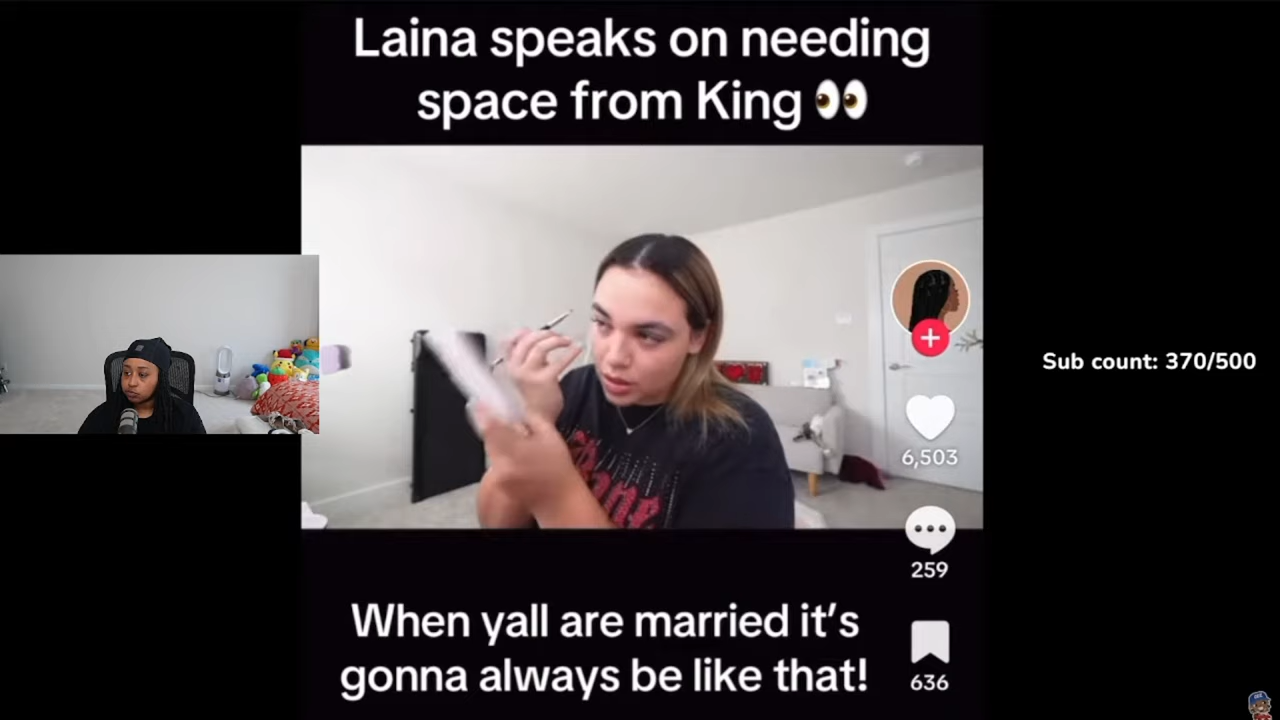 Laina speaks on needing
space from King 👀
Sub count: 370/500
6,503
259
When yall are married it's
gonna always be like that!
636